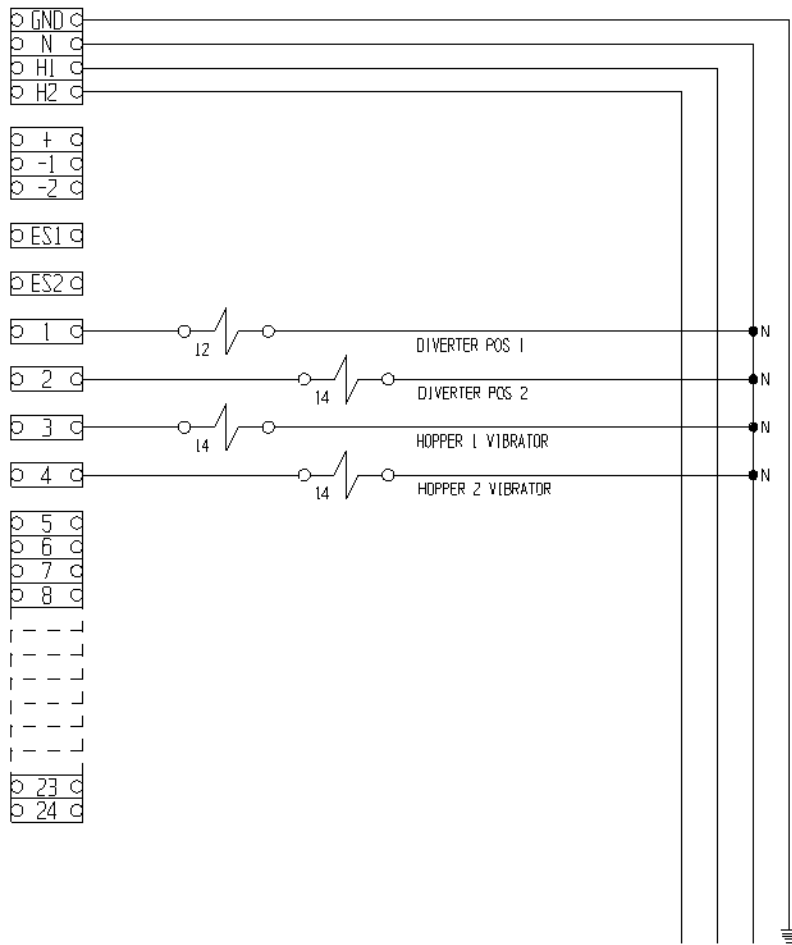 GND
N
H1
H2
+
-1
-2
ES1
ES2
1
12
DIVERTER POS 1
N
2
14
DIVERTER POS 2
N
3
14
HOPPER 1 VIBRATOR
N
4
14
HOPPER 2 VIBRATOR
N
5
6
7
8
23
24